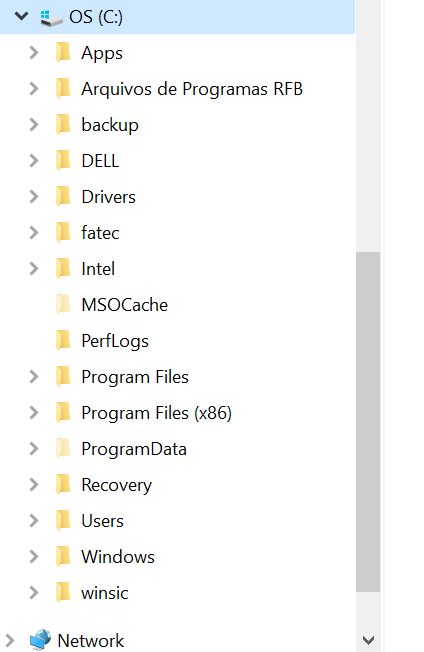 OS (C:)
Apps
Arquivos de Programas RFB
backup
DELL
Drivers
fatec
Intel
MSOCache
PerfLogs
Program Files
Program Files (x86)
ProgramData
Recovery
Users
Windows
winsic
Network